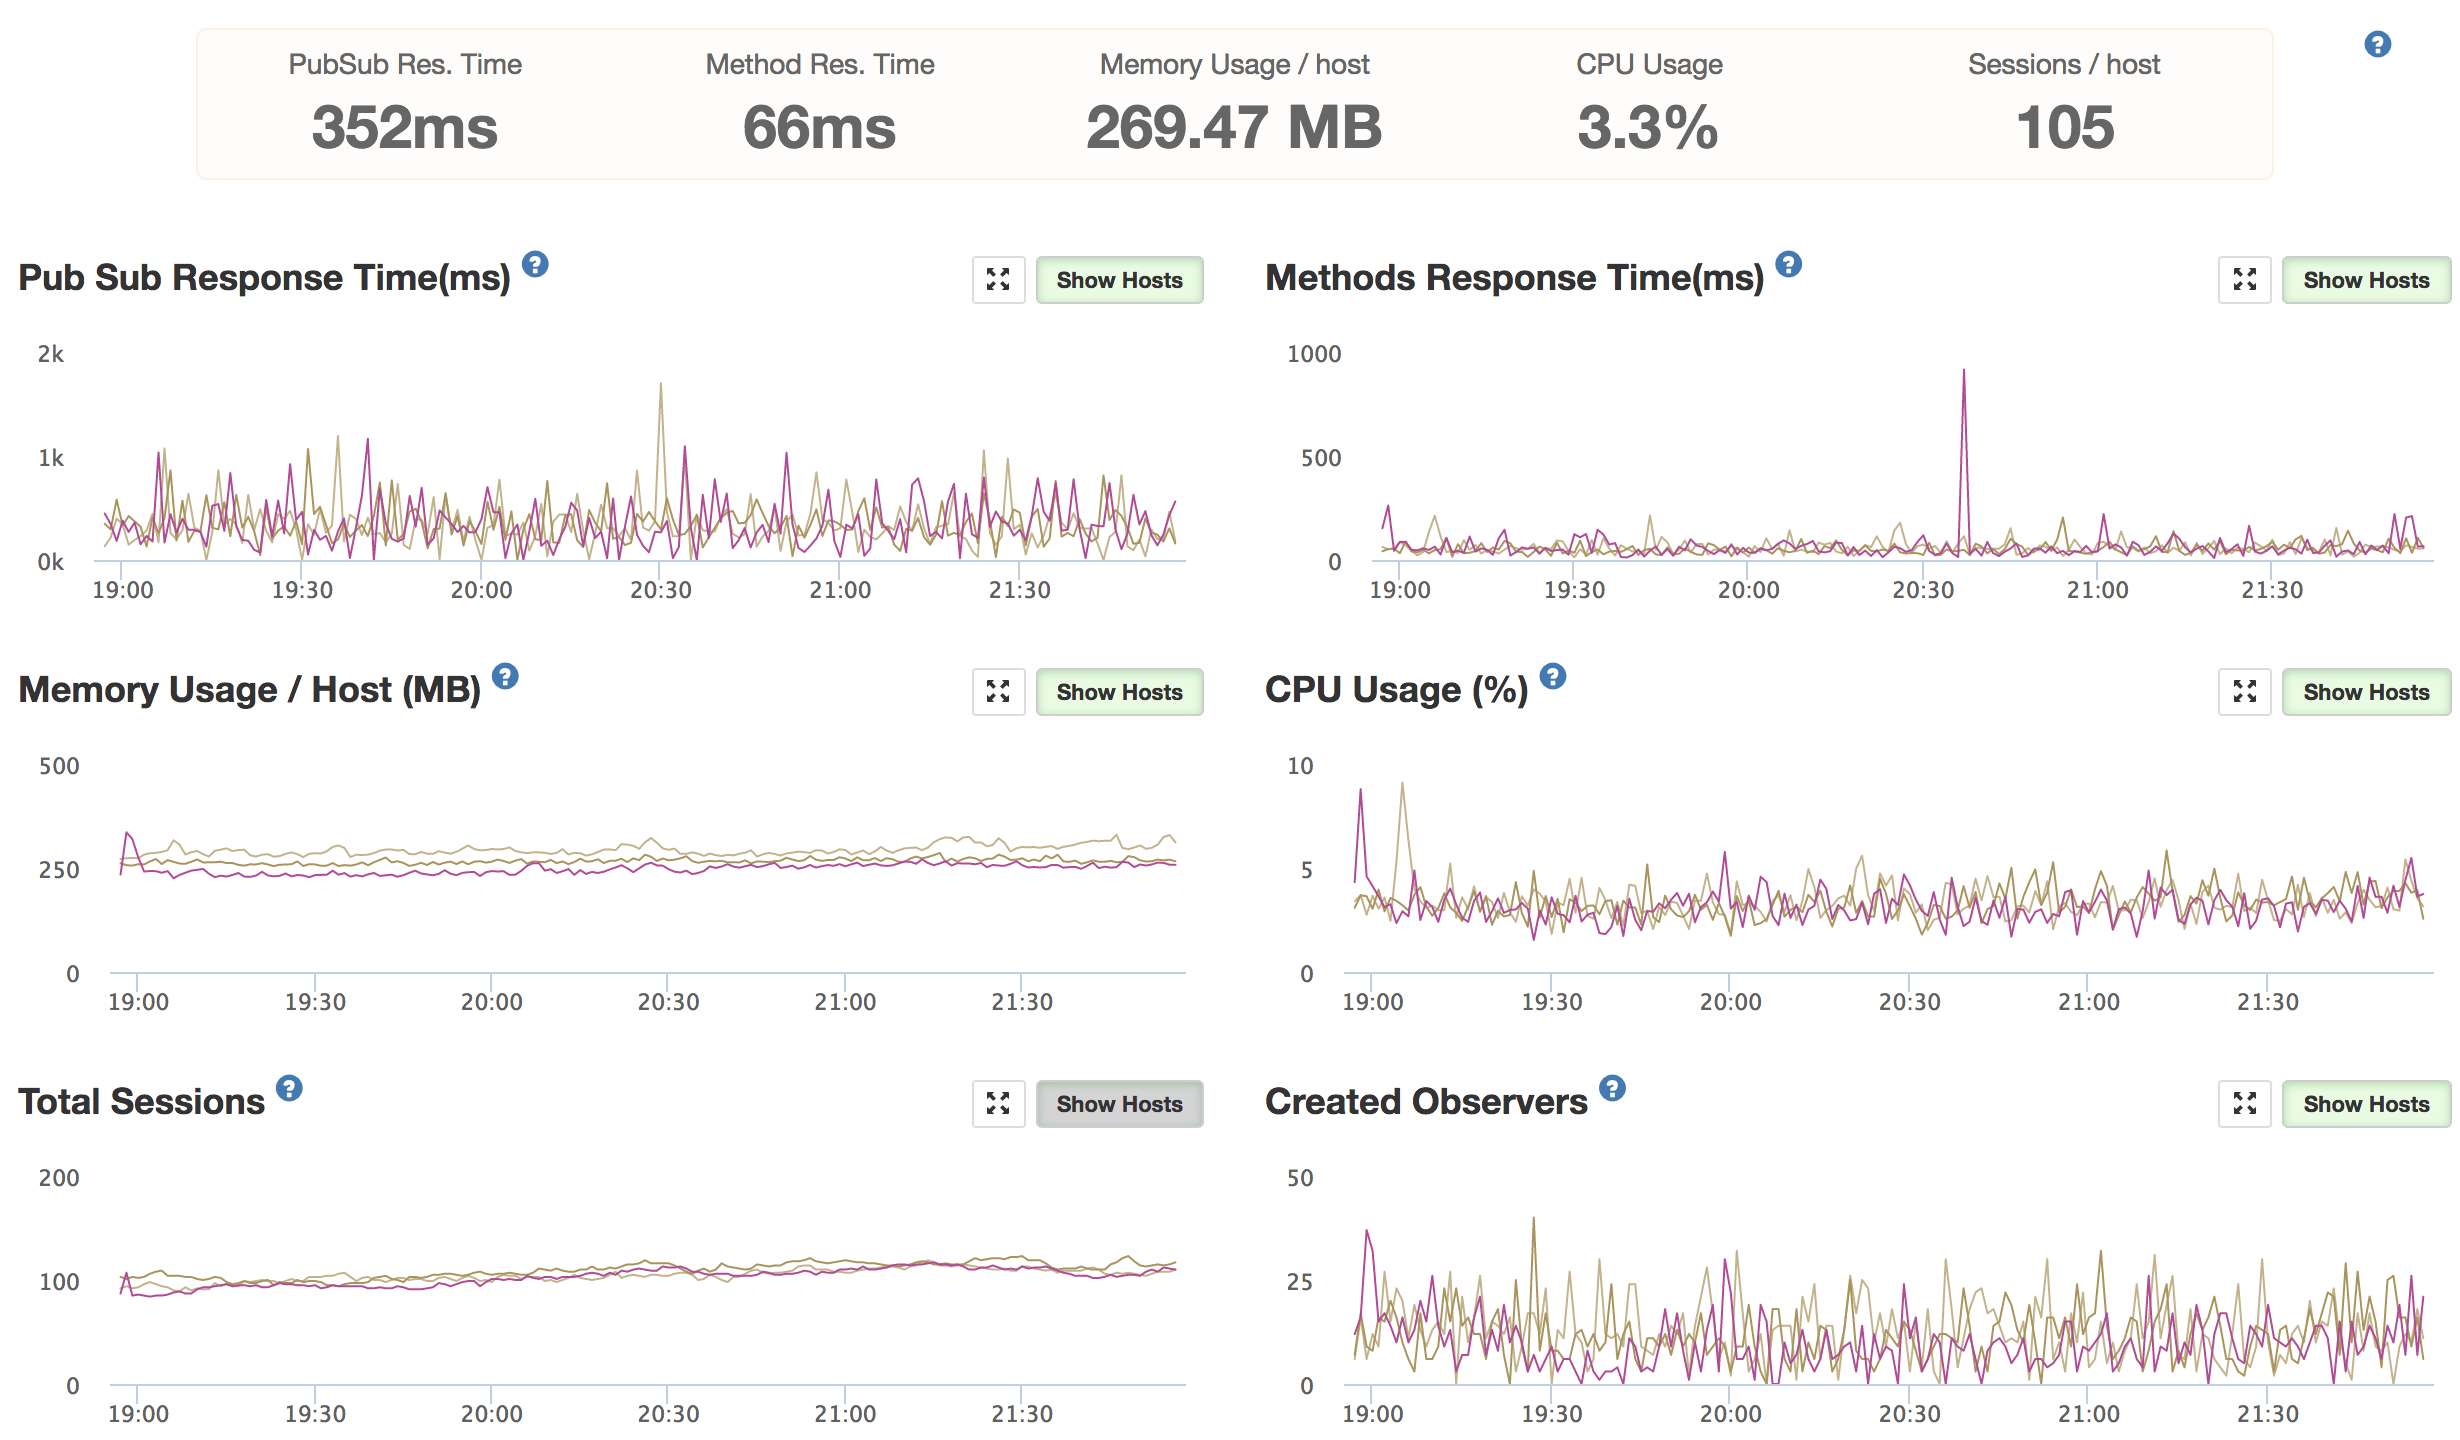 PubSub Res. Time Method Res. Time Memory Usage / host CPU Usage Sessions / host ?
352ms 66ms 269.47 MB 3.3% 105
Pub Sub Response Time(ms) ? Show Hosts
2k
1k
0k
19:00 19:30 20:00 20:30 21:00 21:30
Methods Response Time(ms) ? Show Hosts
1000
500
0
19:00 19:30 20:00 20:30 21:00 21:30
Memory Usage / Host (MB) ? Show Hosts
500
250
0
19:00 19:30 20:00 20:30 21:00 21:30
CPU Usage (%) ? Show Hosts
10
5
0
19:00 19:30 20:00 20:30 21:00 21:30
Total Sessions ? Show Hosts
200
100
0
19:00 19:30 20:00 20:30 21:00 21:30
Created Observers ? Show Hosts
50
25
0
19:00 19:30 20:00 20:30 21:00 21:30